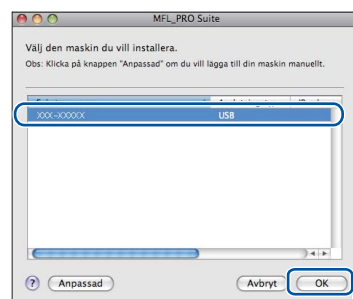 MFL_PRO Suite
Välj den maskin du vill installera.
Obs: Klicka på knappen "Anpassad" om du vill lägga till din maskin manuellt.
XXX-XXXXX USB
? Anpassad Avbryt OK